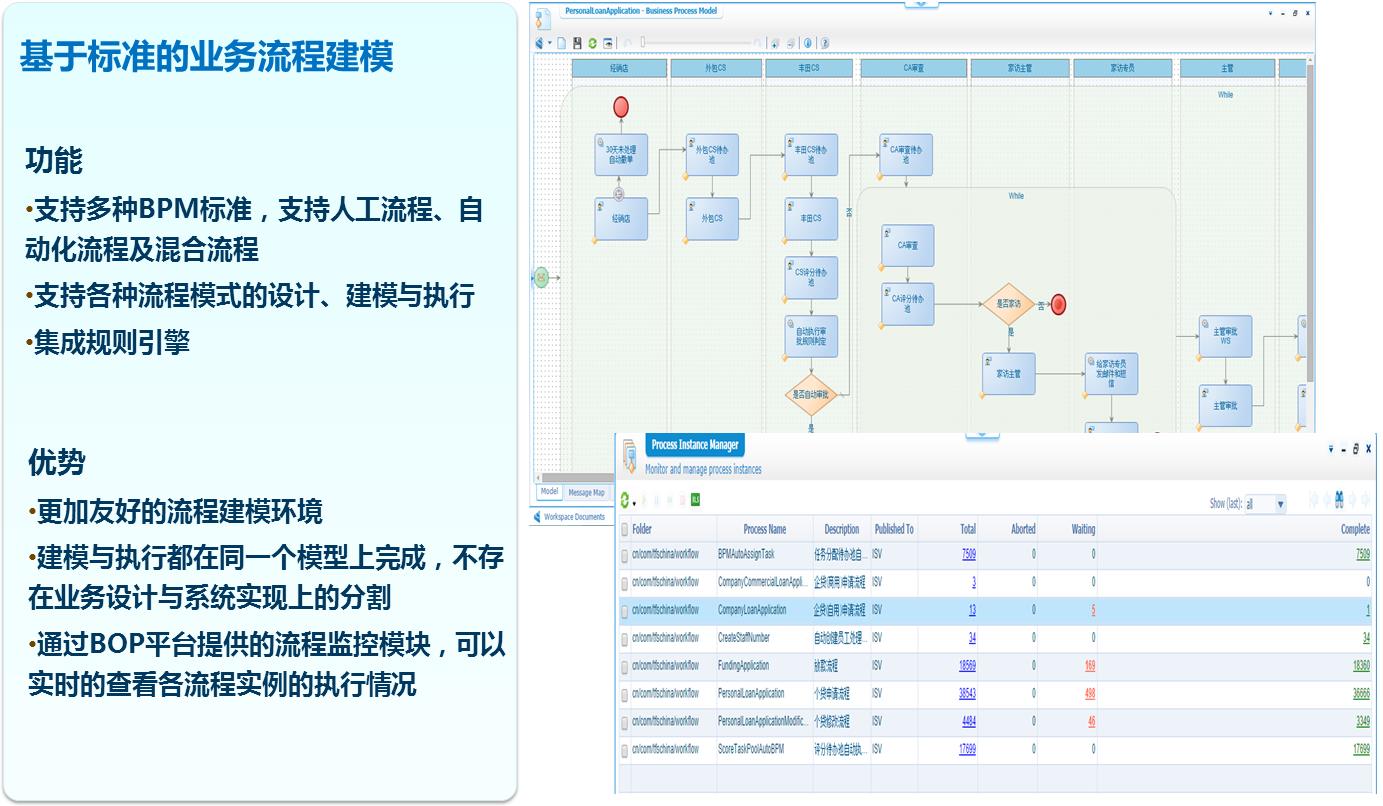 基于标准的业务流程建模
功能
•支持多种BPM标准，支持人工流程、自
动化流程及混合流程
•支持各种流程模式的设计、建模与执行
•集成规则引擎
优势
•更加友好的流程建模环境
•建模与执行都在同一个模型上完成，不存
在业务设计与系统实现上的分割
•通过BOP平台提供的流程监控模块，可以
实时的查看各流程实例的执行情况
PersonalLoanApplication - Business Process Model
经销店 外包CS 丰田CS CA审查 家访主管 家访专员 主管
While
30天未处理
自动撤单
外包CS待办
池
丰田CS待办
池
CA审查待办
池
While
经销店
外包CS
丰田CS
CA审查
CS评分待办
池
CA评分待办
池
是否家访
否
是
自动执行审
批规则判定
主管审批
WS
家访主管
给家访专员
发邮件和短
信
是否自动审批
是
主管审批
Model Message Map
Workspace Documents
Process Instance Manager
Monitor and manage process instances
XLS
Show (last): all
Folder Process Name Description Published To Total Aborted Waiting Complete
cn/com/tfschina/workflow BPMAutoAssignTask 任务分配待办池自... ISV 7509 0 0 7509
cn/com/tfschina/workflow CompanyCommercialLoanAppli... 企贷(商用)申请流程 ISV 3 0 0 0
cn/com/tfschina/workflow CompanyLoanApplication 企贷(自用)申请流程 ISV 13 0 5 1
cn/com/tfschina/workflow CreateStaffNumber 自动创建员工处理... ISV 34 0 0 34
cn/com/tfschina/workflow FundingApplication 放款流程 ISV 18569 0 169 18360
cn/com/tfschina/workflow PersonalLoanApplication 个贷申请流程 ISV 38543 0 498 36666
cn/com/tfschina/workflow PersonalLoanApplicationModific... 个贷修改流程 ISV 4484 0 46 3349
cn/com/tfschina/workflow ScoreTaskPoolAutoBPM 评分待办池自动执... ISV 17699 0 0 17699